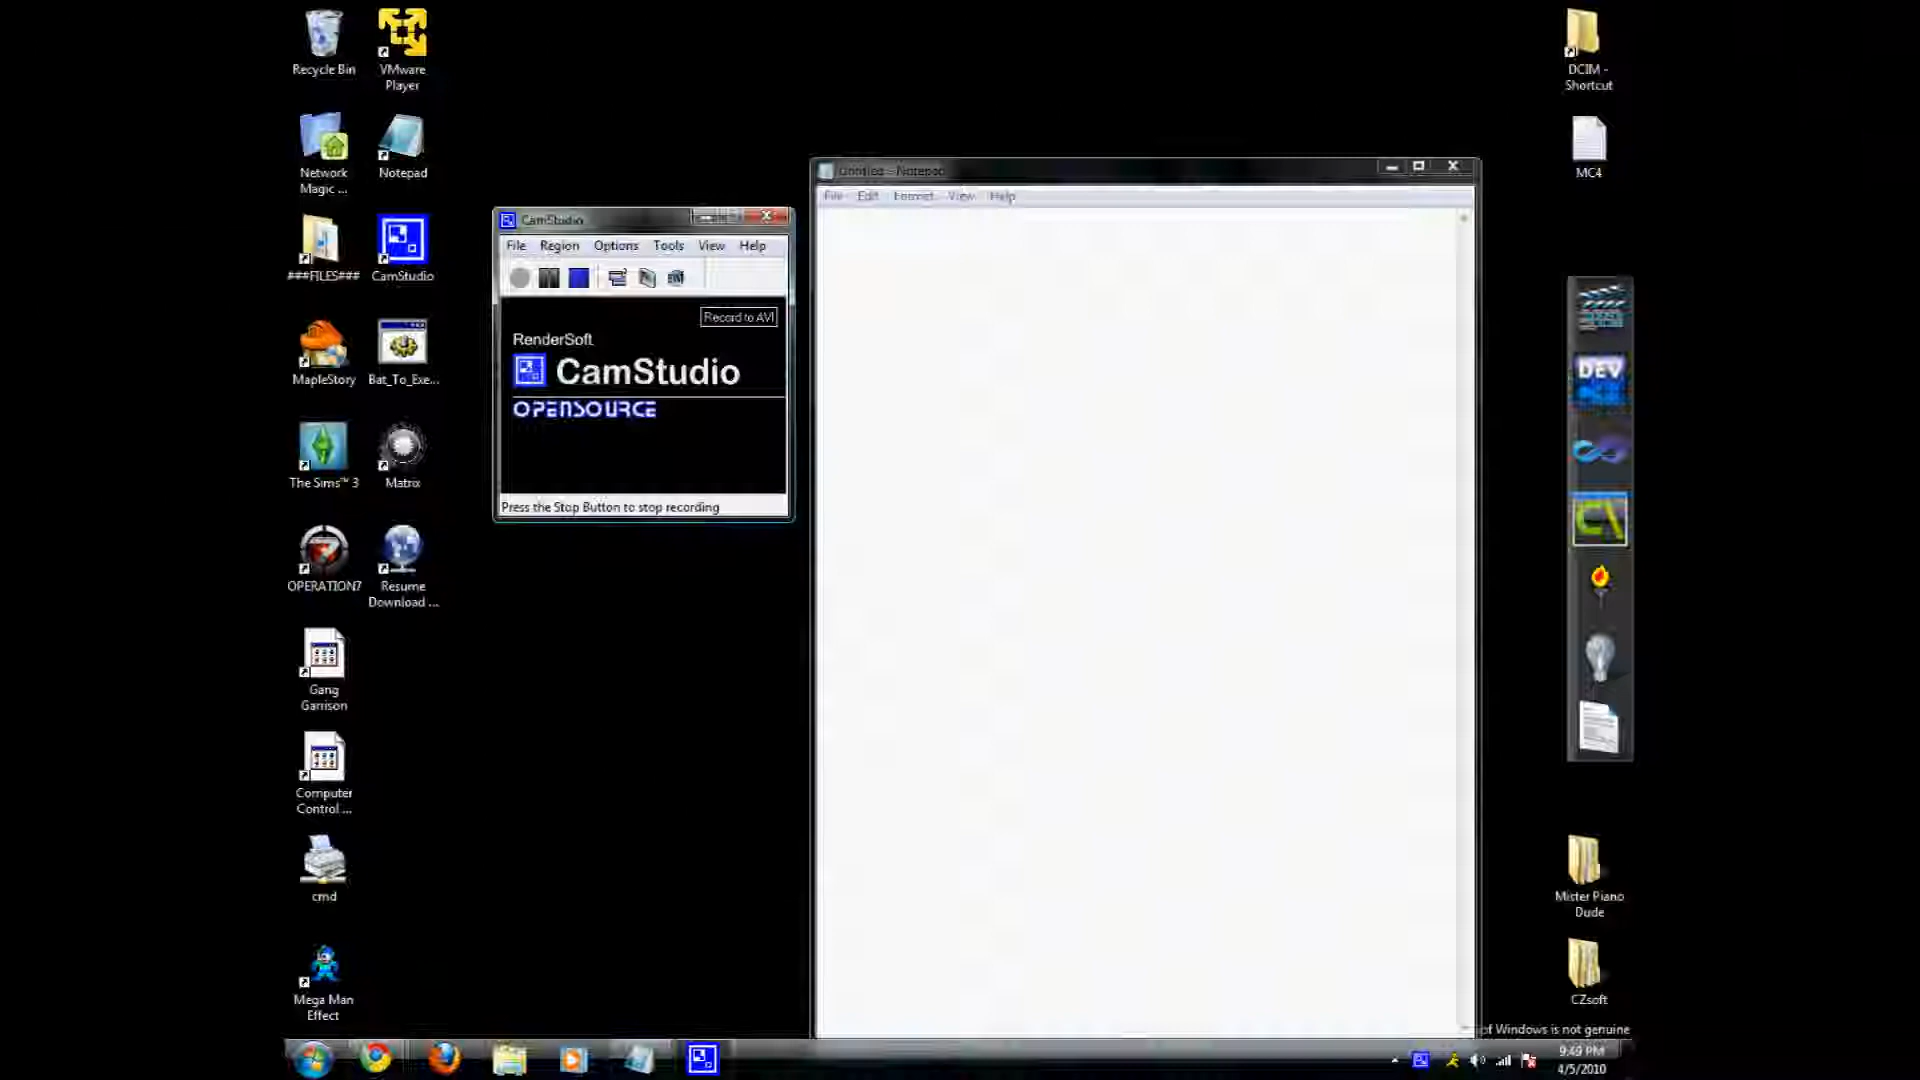 Recycle Bin
VMware
Player
Network
Magic ...
Notepad
###FILES###
CamStudio
MapleStory
Bat_To_Exe...
The Sims™ 3
Matrix
OPERATION7
Resume
Download ...
Gang
Garrison
Computer
Control ...
cmd
Mega Man
Effect
CamStudio
File Region Options Tools View Help
Record to AVI
RenderSoft
CamStudio
OPENSOURCE
Press the Stop Button to stop recording
Untitled - Notepad
File Edit Format View Help
DCIM -
Shortcut
MC4
DEV
Mister Piano
Dude
CZsoft
of Windows is not genuine
9:49 PM
4/5/2010